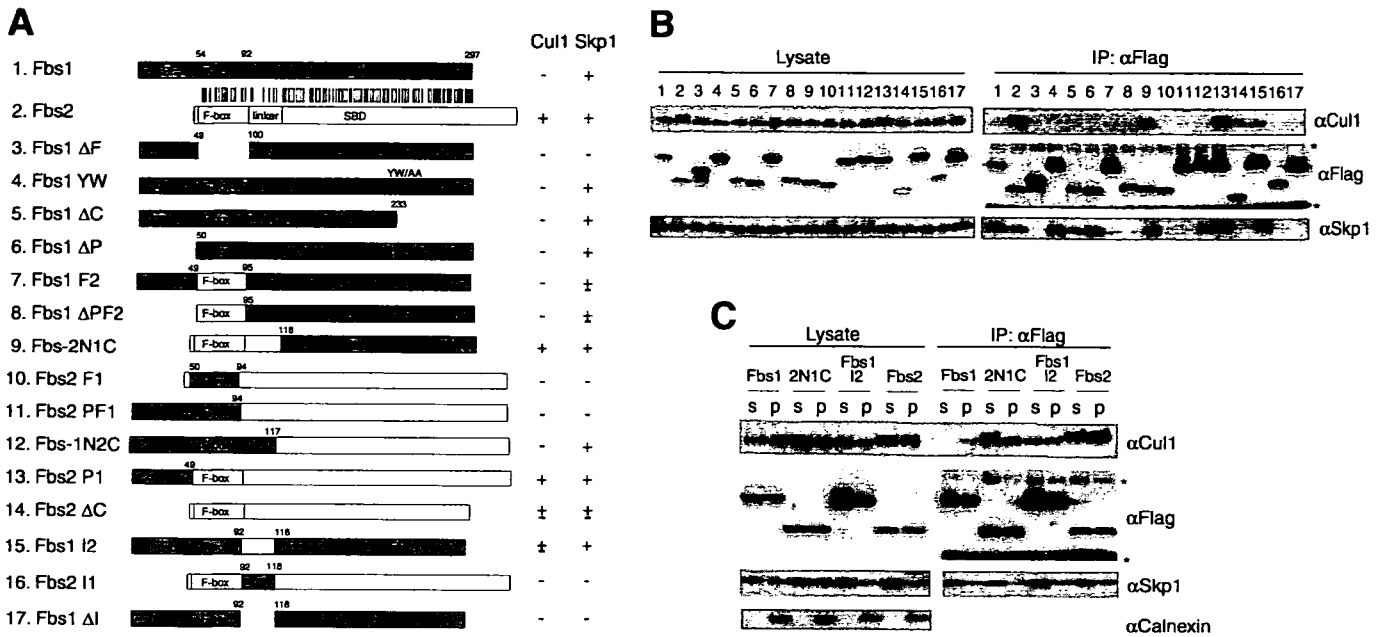 A
Cul1 Skp1
54 92 297
1. Fbs1 - +
2. Fbs2 F-box linker SBD + +
49 100
3. Fbs1 ΔF - -
YW/AA
4. Fbs1 YW - +
233
5. Fbs1 ΔC - +
50
6. Fbs1 ΔP - +
49 95
7. Fbs1 F2 F-box - ±
95
8. Fbs1 ΔPF2 F-box - ±
118
9. Fbs-2N1C F-box + +
50 94
10. Fbs2 F1 - -
94
11. Fbs2 PF1 - -
117
12. Fbs-1N2C - +
49
13. Fbs2 P1 F-box + +
14. Fbs2 ΔC F-box ± ±
92 118
15. Fbs1 I2 ± +
92 118
16. Fbs2 I1 F-box - -
92 118
17. Fbs1 ΔI - -
B
Lysate IP: αFlag
1 2 3 4 5 6 7 8 9 10 11 12 13 14 15 16 17 1 2 3 4 5 6 7 8 9 10 11 12 13 14 15 16 17
αCul1
*
αFlag
*
αSkp1
C
Lysate IP: αFlag
Fbs1 2N1C Fbs1 I2 Fbs2 Fbs1 2N1C Fbs1 I2 Fbs2
s p s p s p s p s p s p s p s p
αCul1
*
αFlag
*
αSkp1
αCalnexin